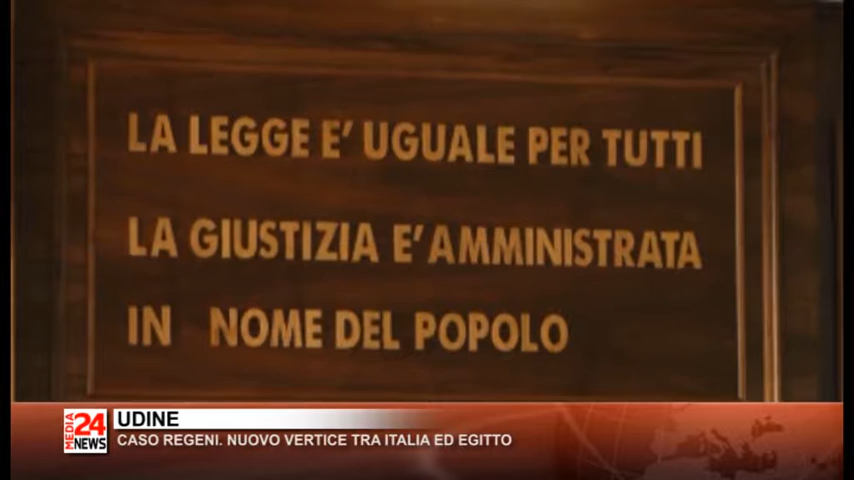 LA LEGGE E' UGUALE PER TUTTI
LA GIUSTIZIA E' AMMINISTRATA
IN NOME DEL POPOLO
MEDIA 24 NEWS
UDINE
CASO REGENI. NUOVO VERTICE TRA ITALIA ED EGITTO